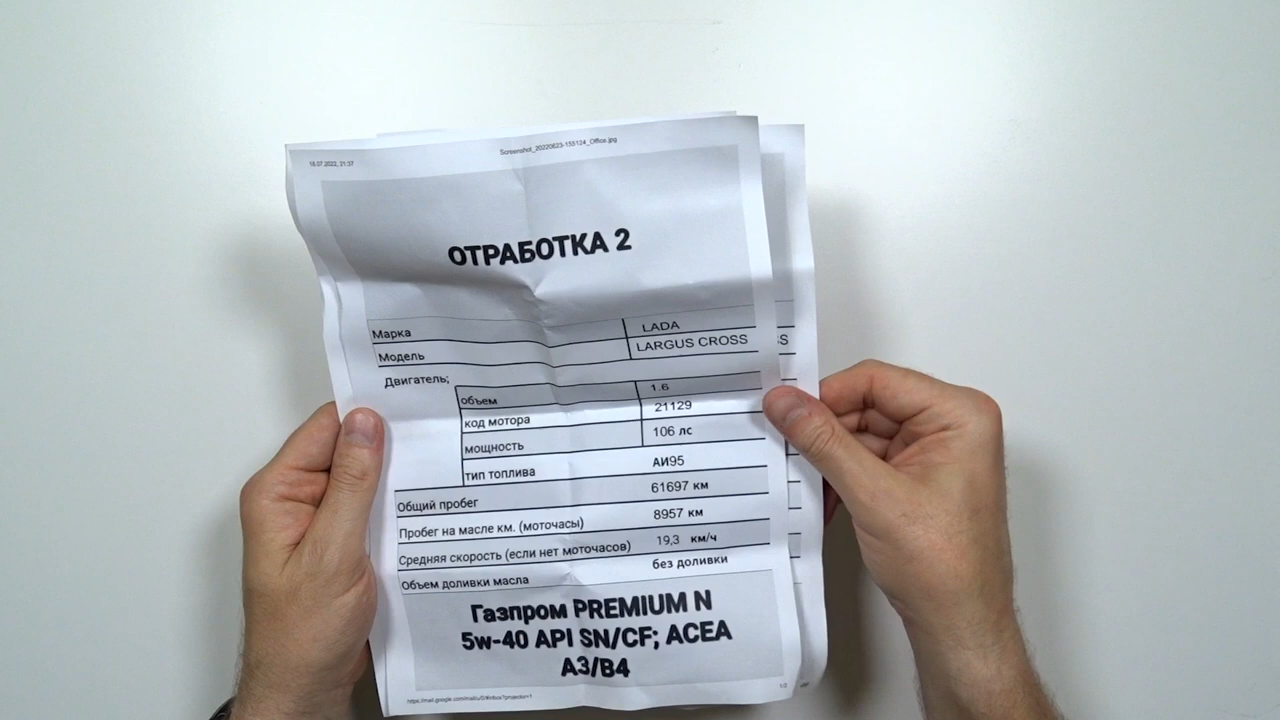 18.07.2022, 21:37
Screenshot_20220623-155124_Office.jpg
ОТРАБОТКА 2
Марка LADA
Модель LARGUS CROSS
SS
Двигатель;
объем 1.6
код мотора 21129
мощность 106 лс
тип топлива АИ95
Общий пробег 61697 км
Пробег на масле км. (моточасы) 8957 км
Средняя скорость (если нет моточасов) 19,3 км/ч
Объем доливки масла без доливки
Газпром PREMIUM N
5w-40 API SN/CF; ACEA
A3/B4
1/2